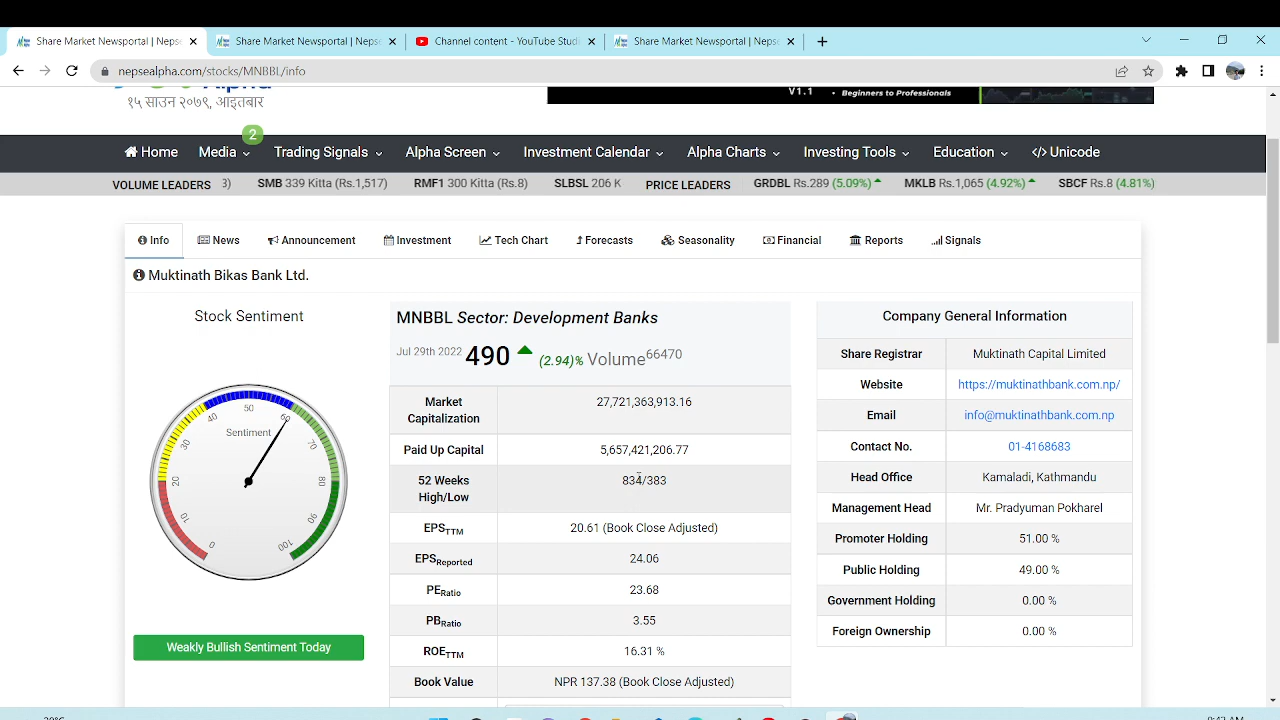 Share Market Newsportal | Nepse
Share Market Newsportal | Nepse
Channel content - YouTube Studi
Share Market Newsportal | Nepse
nepsealpha.com/stocks/MNBBL/info
१५ साउन २०७९, आइतबार
V1.1 • Beginners to Professionals
2
Home Media Trading Signals Alpha Screen Investment Calendar Alpha Charts Investing Tools Education </> Unicode
VOLUME LEADERS 3) SMB 339 Kitta (Rs.1,517) RMF1 300 Kitta (Rs.8) SLBSL 206 K PRICE LEADERS GRDBL Rs.289 (5.09%) MKLB Rs.1,065 (4.92%) SBCF Rs.8 (4.81%)
Info News Announcement Investment Tech Chart Forecasts Seasonality Financial Reports Signals
Muktinath Bikas Bank Ltd.
Stock Sentiment
0 10 20 30 40 50 60 70 80 90 100
Sentiment
Weakly Bullish Sentiment Today
MNBBL Sector: Development Banks
Jul 29th 2022 490 (2.94)% Volume 66470
Market Capitalization 27,721,363,913.16
Paid Up Capital 5,657,421,206.77
52 Weeks High/Low 834/383
EPSTTM 20.61 (Book Close Adjusted)
EPSReported 24.06
PERatio 23.68
PBRatio 3.55
ROETTM 16.31 %
Book Value NPR 137.38 (Book Close Adjusted)
Company General Information
Share Registrar Muktinath Capital Limited
Website https://muktinathbank.com.np/
Email info@muktinathbank.com.np
Contact No. 01-4168683
Head Office Kamaladi, Kathmandu
Management Head Mr. Pradyuman Pokharel
Promoter Holding 51.00 %
Public Holding 49.00 %
Government Holding 0.00 %
Foreign Ownership 0.00 %